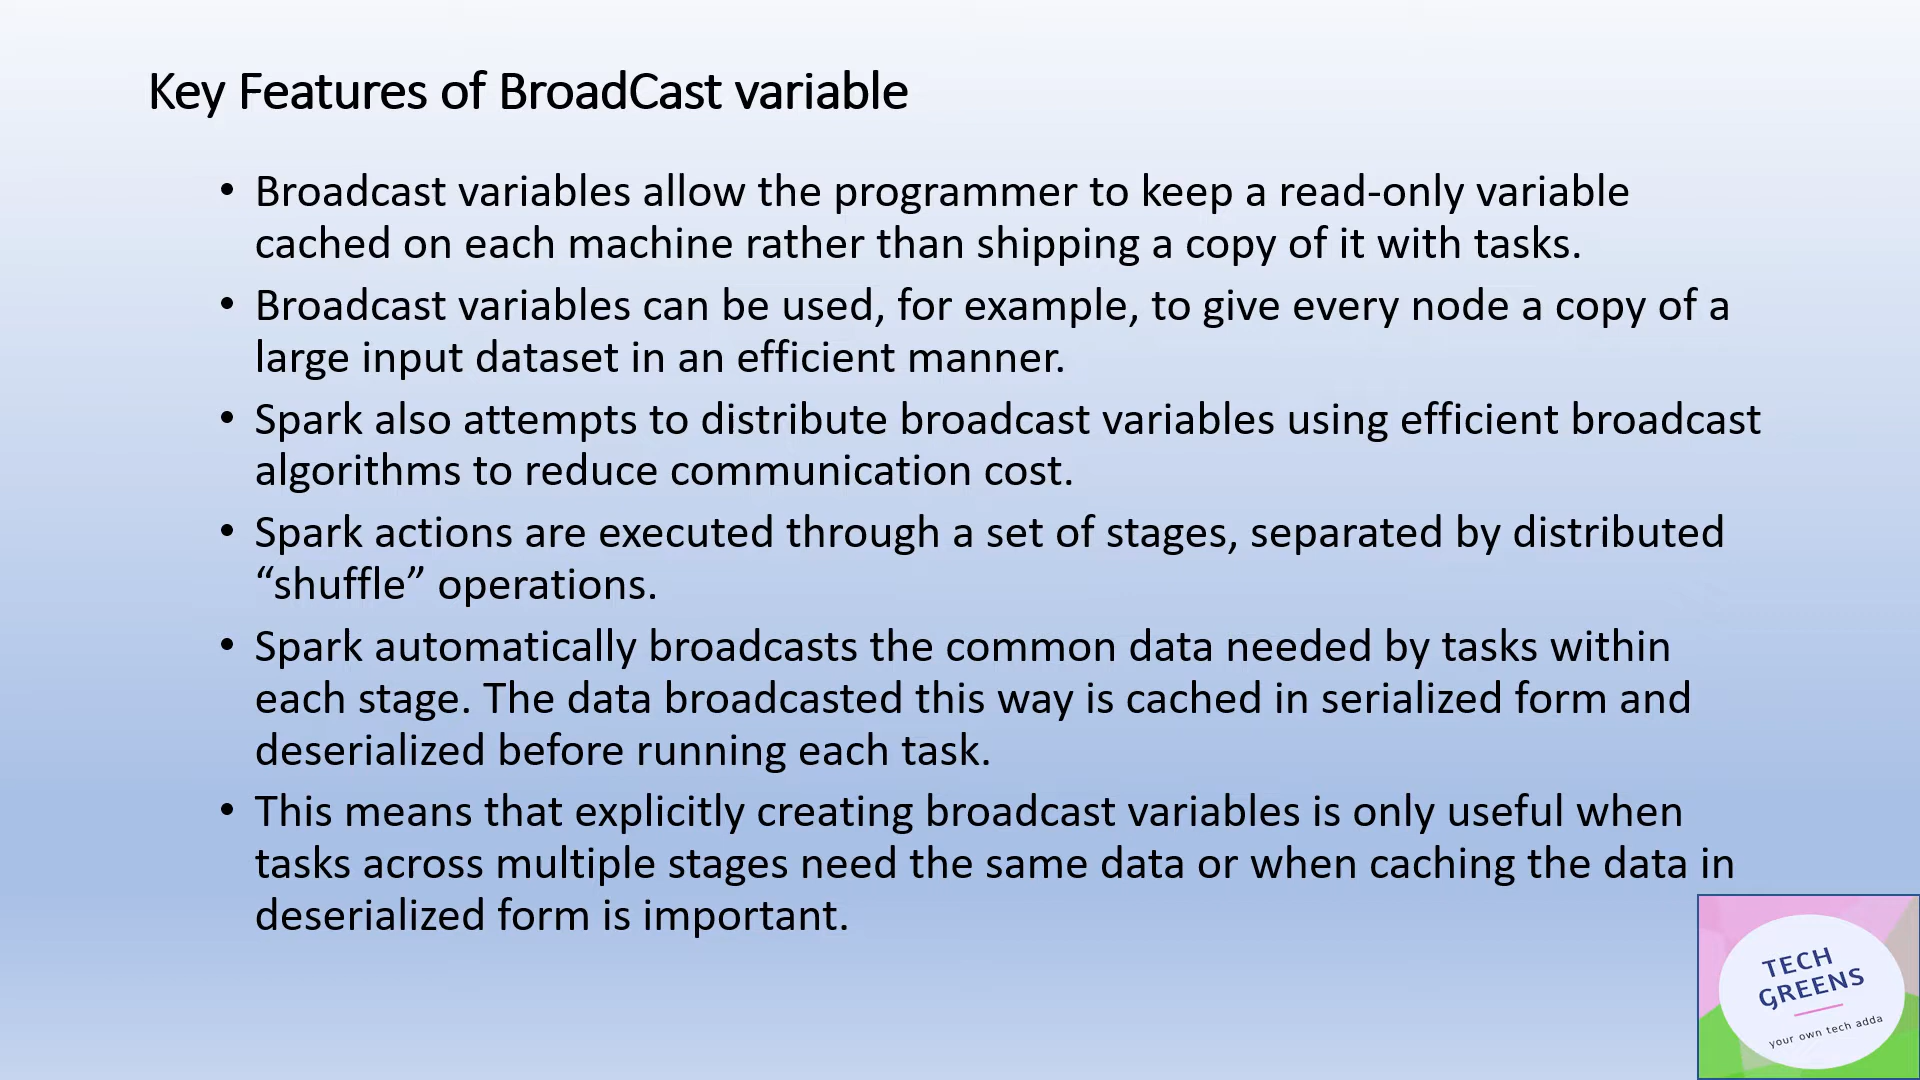 Key Features of BroadCast variable
• Broadcast variables allow the programmer to keep a read-only variable
cached on each machine rather than shipping a copy of it with tasks.
• Broadcast variables can be used, for example, to give every node a copy of a
large input dataset in an efficient manner.
• Spark also attempts to distribute broadcast variables using efficient broadcast
algorithms to reduce communication cost.
• Spark actions are executed through a set of stages, separated by distributed
“shuffle” operations.
• Spark automatically broadcasts the common data needed by tasks within
each stage. The data broadcasted this way is cached in serialized form and
deserialized before running each task.
• This means that explicitly creating broadcast variables is only useful when
tasks across multiple stages need the same data or when caching the data in
deserialized form is important.
TECH
GREENS
your own tech adda